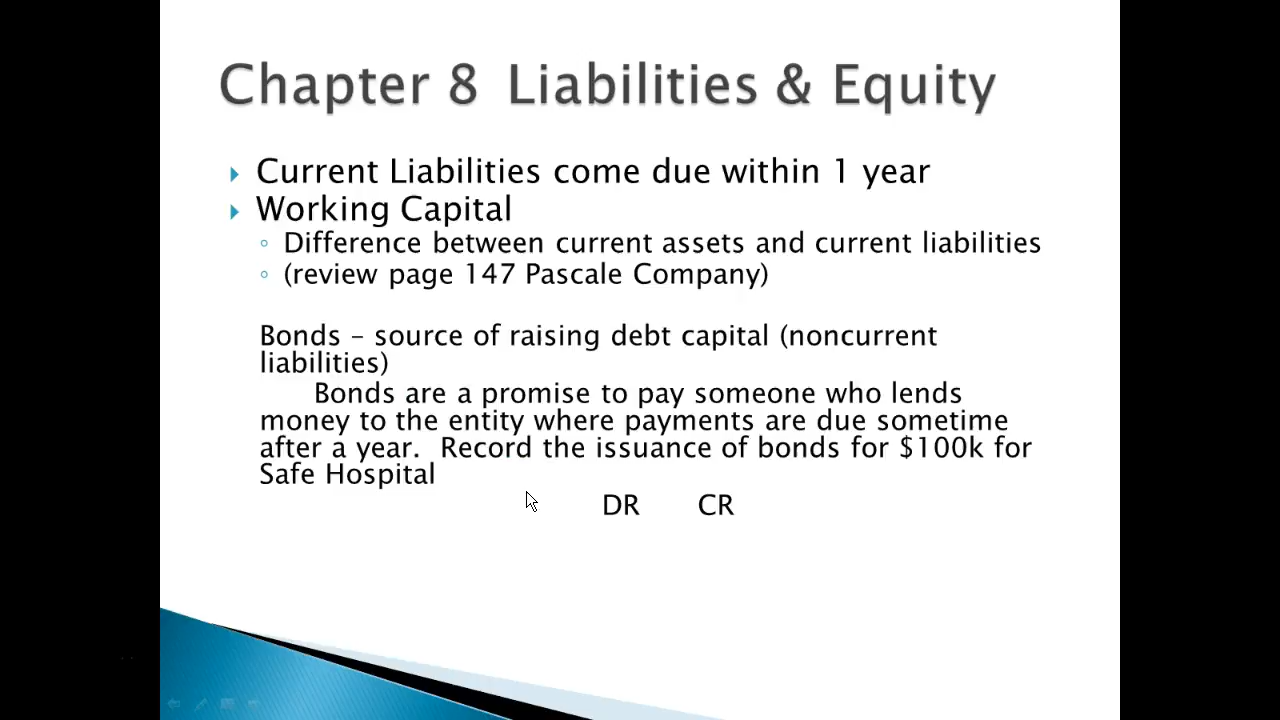 Chapter 8 Liabilities & Equity
Current Liabilities come due within 1 year
Working Capital
Difference between current assets and current liabilities
(review page 147 Pascale Company)
Bonds – source of raising debt capital (noncurrent
liabilities)
Bonds are a promise to pay someone who lends
money to the entity where payments are due sometime
after a year. Record the issuance of bonds for $100k for
Safe Hospital
DR CR